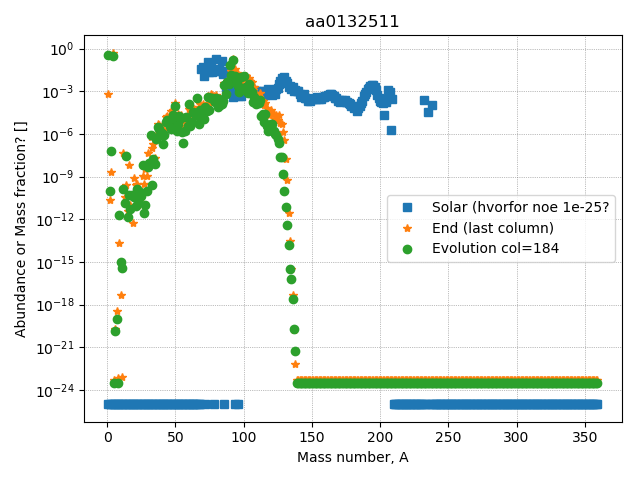 aa0132511
10⁰
10⁻³
10⁻⁶
10⁻⁹
10⁻¹²
10⁻¹⁵
10⁻¹⁸
10⁻²¹
10⁻²⁴
Abundance or Mass fraction? []
Solar (hvorfor noe 1e-25?
End (last column)
Evolution col=184
0 50 100 150 200 250 300 350
Mass number, A